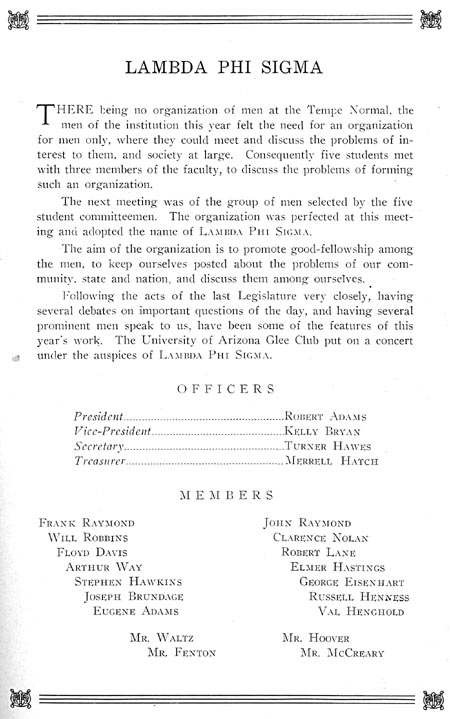 LAMBDA PHI SIGMA
THERE being no organization of men at the Tempe Normal, the
men of the institution this year felt the need for an organization
for men only, where they could meet and discuss the problems of in-
terest to them, and society at large. Consequently five students met
with three members of the faculty, to discuss the problems of forming
such an organization.
The next meeting was of the group of men selected by the five
student committeemen. The organization was perfected at this meet-
ing and adopted the name of LAMBDA PHI SIGMA.
The aim of the organization is to promote good-fellowship among
the men, to keep ourselves posted about the problems of our com-
munity, state and nation, and discuss them among ourselves.
Following the acts of the last Legislature very closely, having
several debates on important questions of the day, and having several
prominent men speak to us, have been some of the features of this
year's work. The University of Arizona Glee Club put on a concert
under the auspices of LAMBDA PHI SIGMA.
OFFICERS
President..............................................ROBERT ADAMS
Vice-President......................................KELLY BRYAN
Secretary..............................................TURNER HAWES
Treasurer..............................................MERRELL HATCH
MEMBERS
FRANK RAYMOND JOHN RAYMOND
WILL ROBBINS CLARENCE NOLAN
FLOYD DAVIS ROBERT LANE
ARTHUR WAY ELMER HASTINGS
STEPHEN HAWKINS GEORGE EISENHART
JOSEPH BRUNDAGE RUSSELL HENNESS
EUGENE ADAMS VAL HENGHOLD
MR. WALTZ MR. HOOVER
MR. FENTON MR. MCCREARY